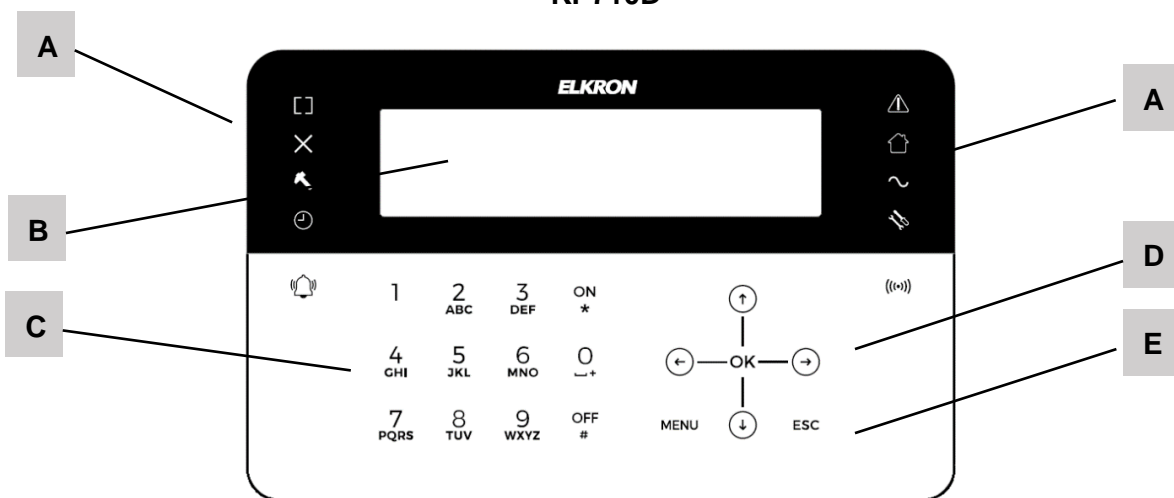 A
ELKRON
A
B
D
1 2 3 ON
ABC DEF *
C
E
4 5 6 0
GHI JKL MNO +
OK
7 8 9 OFF
PQRS TUV WXYZ #
MENU ESC